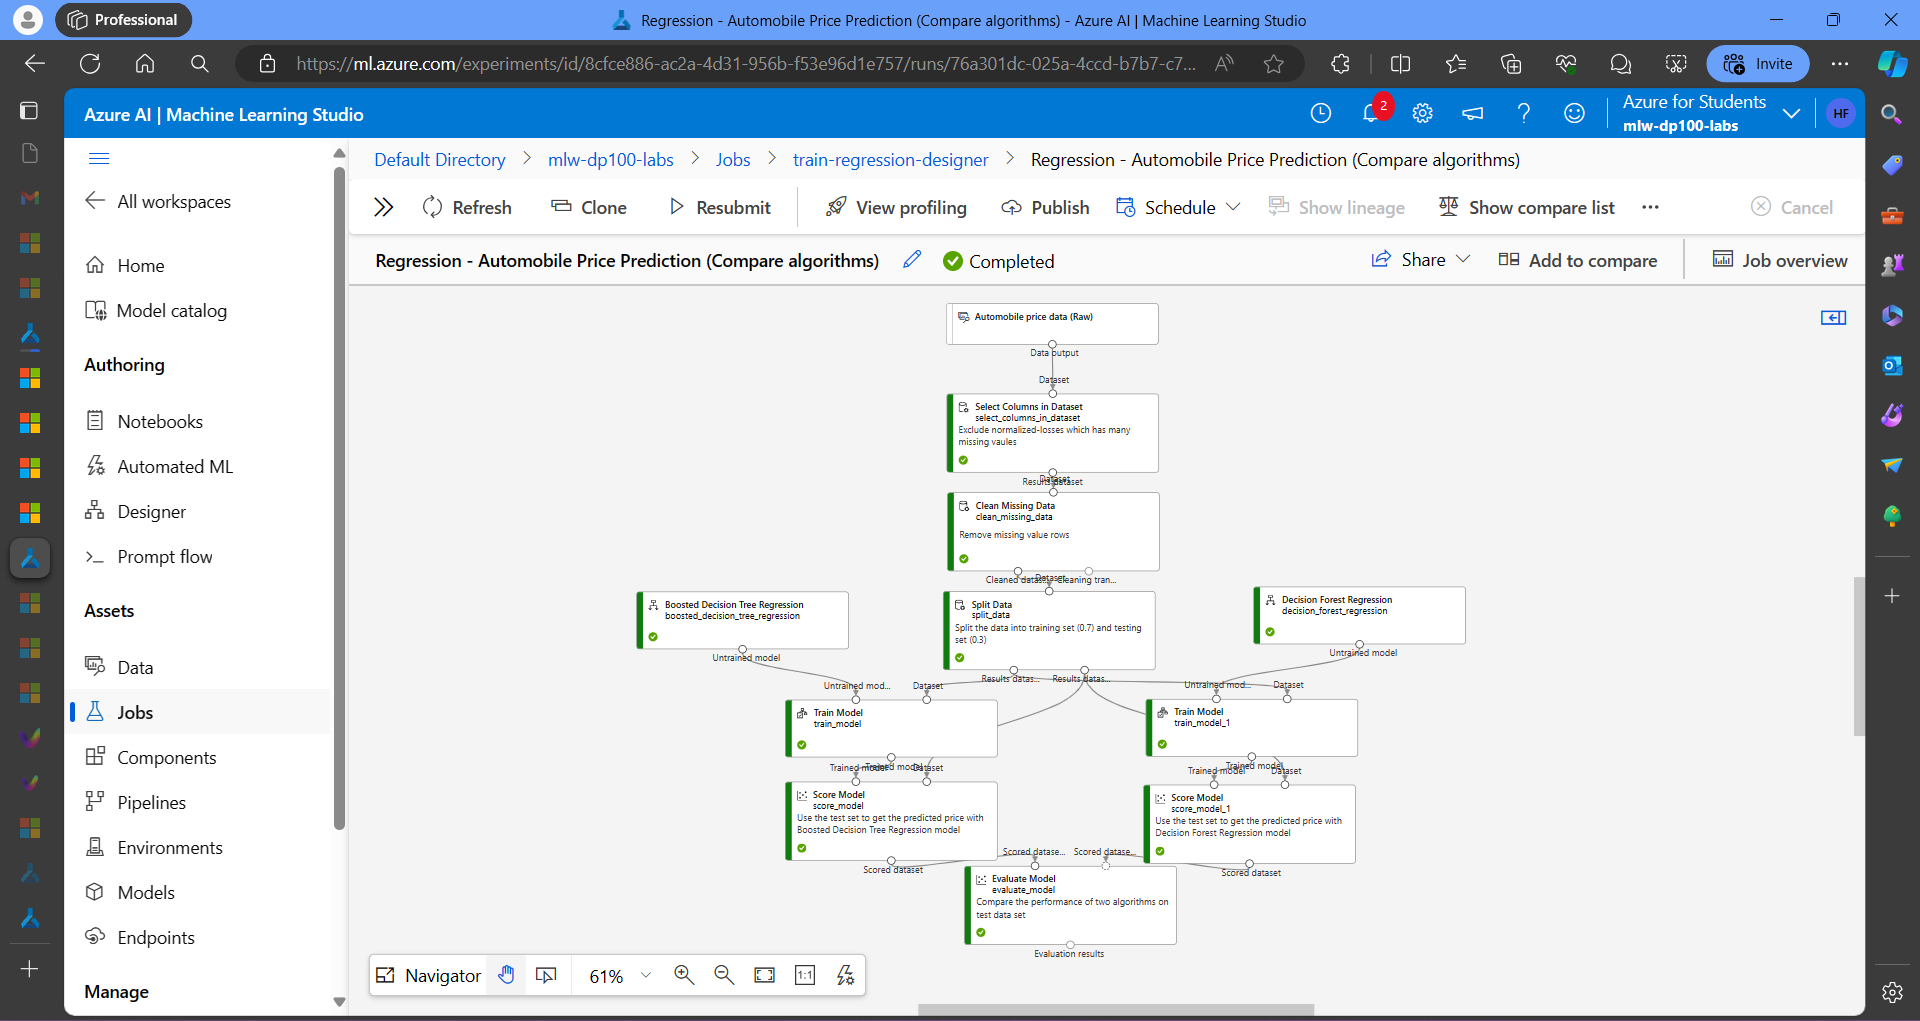 Professional
Regression - Automobile Price Prediction (Compare algorithms) - Azure AI | Machine Learning Studio
https://ml.azure.com/experiments/id/8cfce886-ac2a-4d31-956b-f53e96d1e757/runs/76a301dc-025a-4ccd-b7b7-c7...
Invite
Azure AI | Machine Learning Studio
2
Azure for Students
mlw-dp100-labs
HF
Default Directory > mlw-dp100-labs > Jobs > train-regression-designer > Regression - Automobile Price Prediction (Compare algorithms)
All workspaces
Refresh
Clone
Resubmit
View profiling
Publish
Schedule
Show lineage
Show compare list
Cancel
Regression - Automobile Price Prediction (Compare algorithms)
Completed
Share
Add to compare
Job overview
Home
Model catalog
Authoring
Notebooks
Automated ML
Designer
Prompt flow
Assets
Data
Jobs
Components
Pipelines
Environments
Models
Endpoints
Manage
Automobile price data (Raw)
Data output
Dataset
Select Columns in Dataset
select_columns_in_dataset
Exclude normalized-losses which has many
missing vaules
Dataset
Results dataset
Clean Missing Data
clean_missing_data
Remove missing value rows
Cleaned datas...
Dataset
Cleaning tran...
Boosted Decision Tree Regression
boosted_decision_tree_regression
Untrained model
Split Data
split_data
Split the data into training set (0.7) and testing
set (0.3)
Results datas...
Results datas...
Decision Forest Regression
decision_forest_regression
Untrained model
Untrained mod...
Dataset
Untrained mod...
Dataset
Train Model
train_model
Train Model
train_model_1
Trained model
Trained model
Dataset
Trained model
Trained model
Dataset
Score Model
score_model
Use the test set to get the predicted price with
Boosted Decision Tree Regression model
Scored dataset
Score Model
score_model_1
Use the test set to get the predicted price with
Decision Forest Regression model
Scored dataset
Scored datase...
Scored datase...
Evaluate Model
evaluate_model
Compare the performance of two algorithms on
test data set
Evaluation results
Navigator
61%
1:1